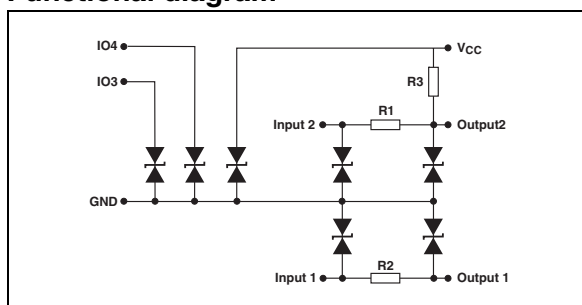 Functional diagram
IO4
VCC
IO3
R3
R1
Input 2
Output2
GND
R2
Input 1
Output 1